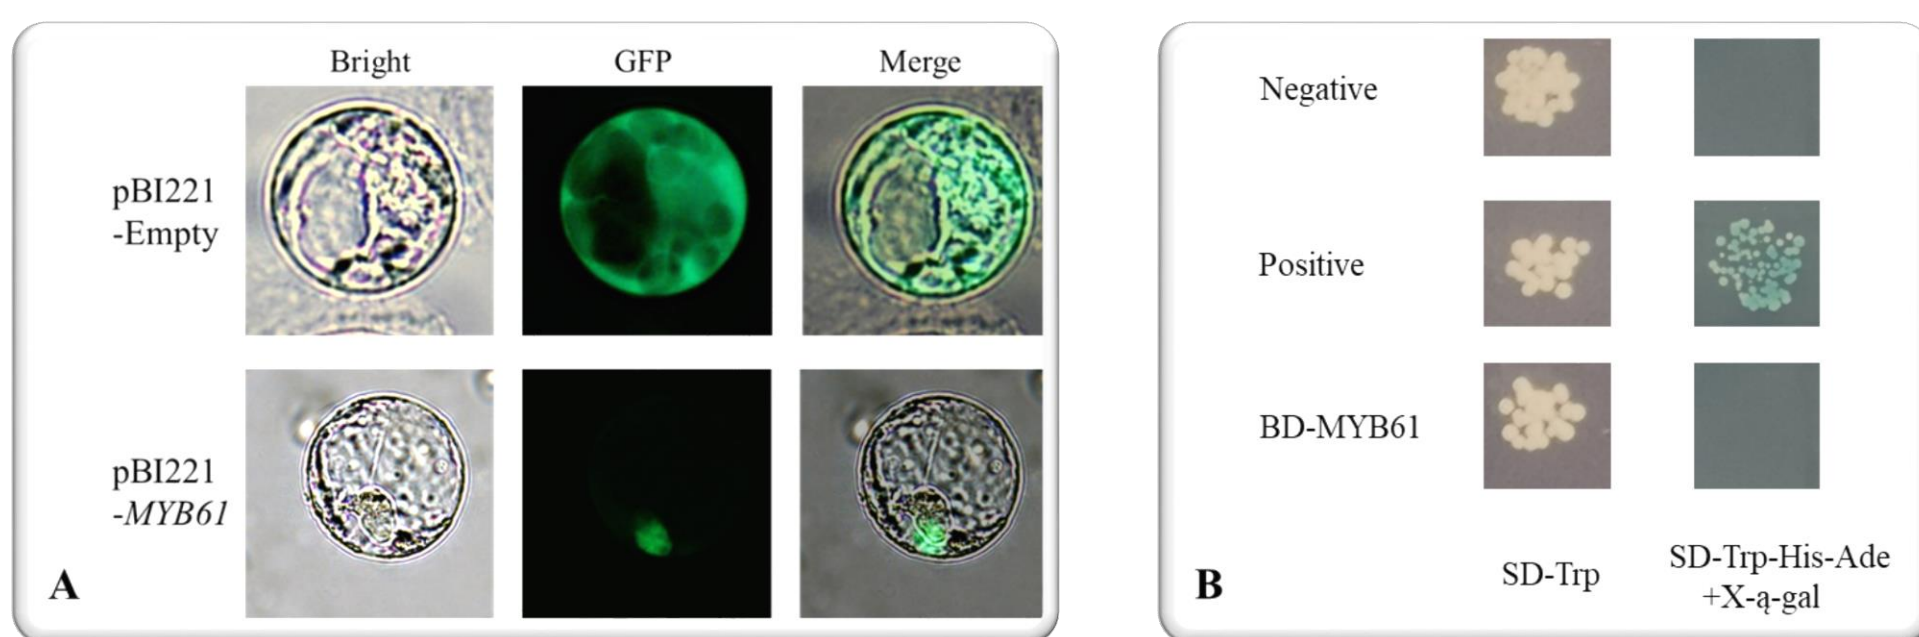 Bright GFP Merge
pBI221
-Empty
pBI221
-MYB61
A
Negative
Positive
BD-MYB61
SD-Trp
SD-Trp-His-Ade
+X-ą-gal
B